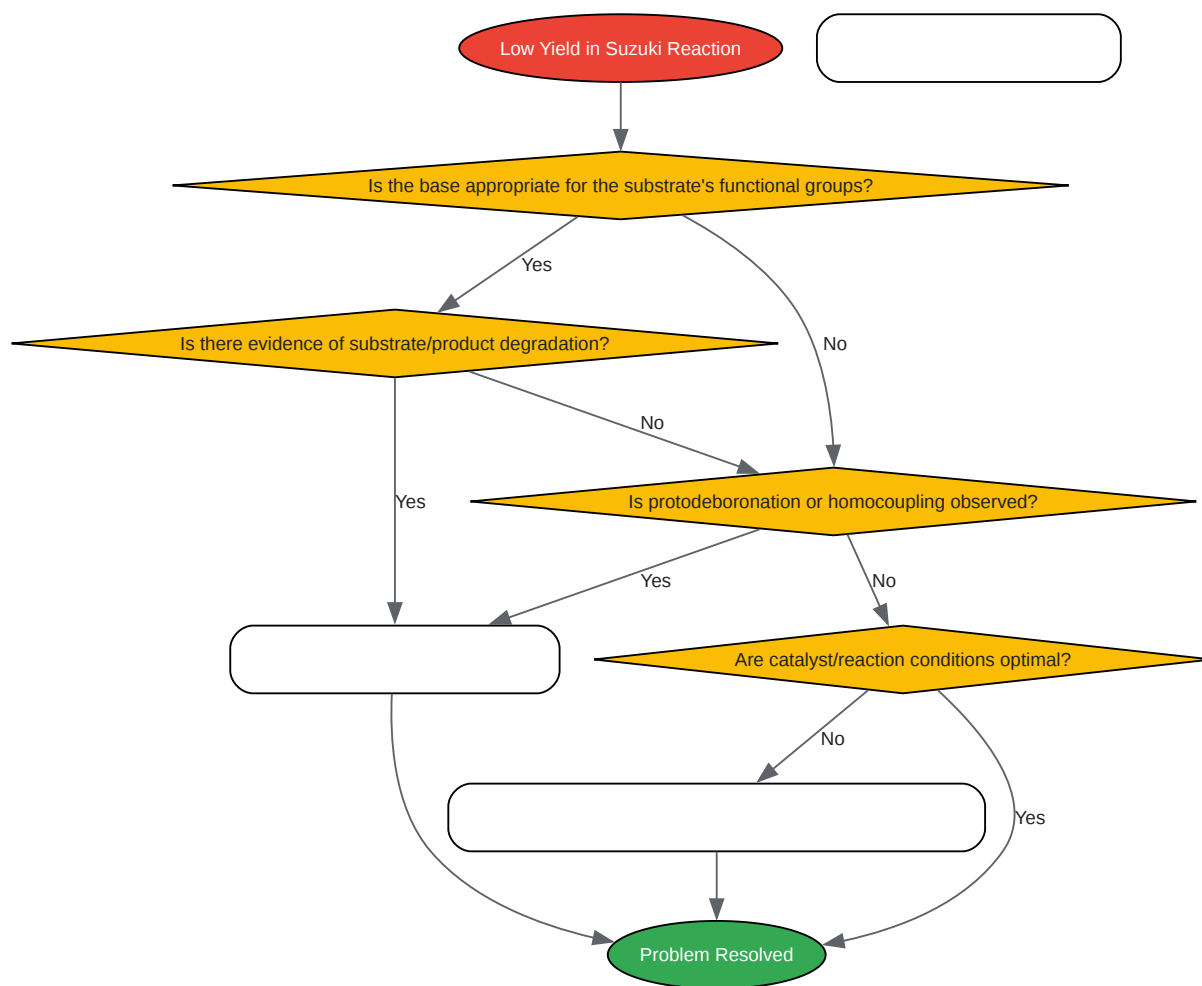 Low Yield in Suzuki Reaction
Is the base appropriate for the substrate's functional groups?
Yes
Is there evidence of substrate/product degradation?
No
No
Yes
Is protodeboronation or homocoupling observed?
Yes
No
Are catalyst/reaction conditions optimal?
No
Yes
Problem Resolved